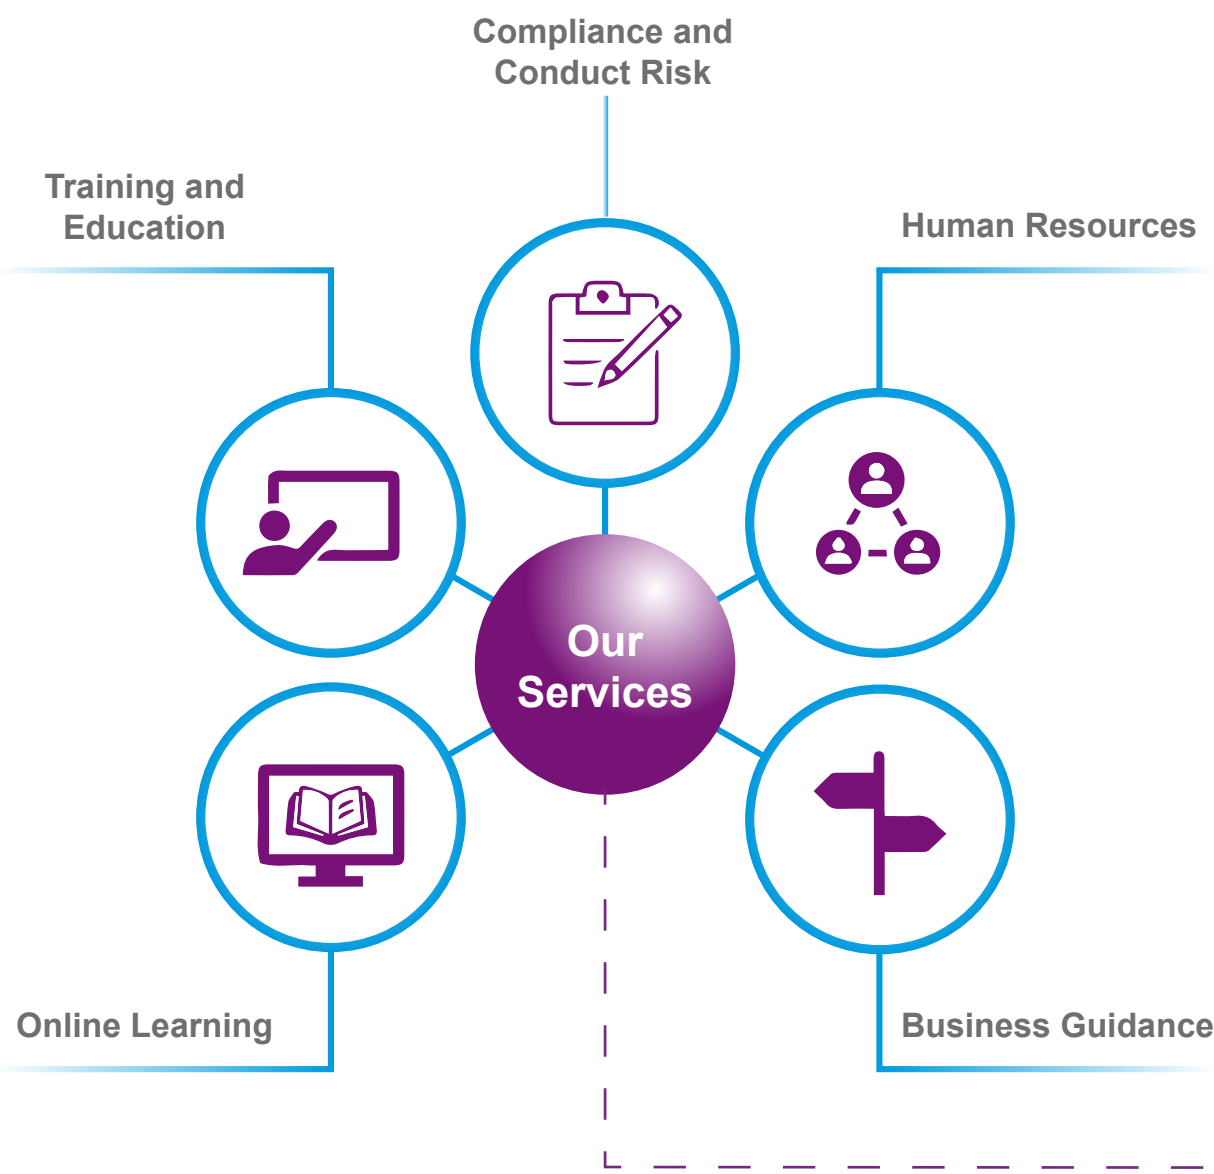 Compliance and
Conduct Risk
Training and
Education
Human Resources
Our
Services
Online Learning
Business Guidance